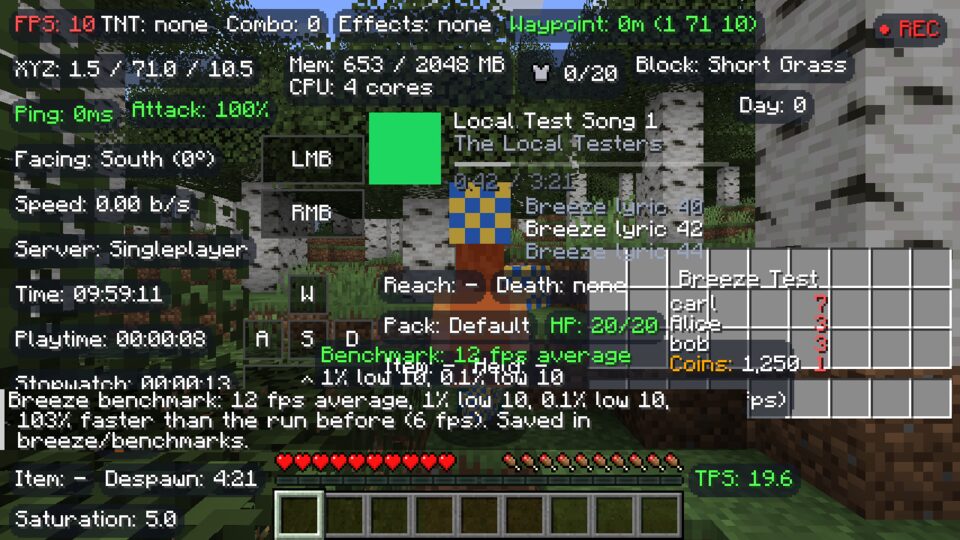 FPS: 10 TNT: none Combo: 0 Effects: none Waypoint: 0m (1 71 10) REC
XYZ: 1.5 / 71.0 / 10.5 Mem: 653 / 2048 MB 0/20 Block: Short Grass
CPU: 4 cores
Ping: 0ms Attack: 100% Day: 0
Local Test Song 1
The Local Testers
Facing: South (0°) LMB
0:42 / 3:21
Speed: 0.00 b/s RMB Breeze lyric 40
Breeze lyric 42
Server: Singleplayer Breeze lyric 44
Breeze Test
Time: 09:59:11 W Reach: - Death: none
carl 7
Alice 3
Playtime: 00:00:08 A S D Pack: Default HP: 20/20
bob 3
Coins: 1,250 1
Benchmark: 12 fps average
Item: - Held
1% low 10, 0.1% low 10
Stopwatch: 00:00:13
Breeze benchmark: 12 fps average, 1% low 10, 0.1% low 10, fps)
103% faster than the run before (6 fps). Saved in
breeze/benchmarks.
Item: - Despawn: 4:21 TPS: 19.6
Saturation: 5.0